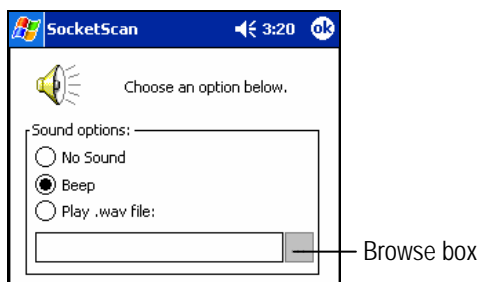 SocketScan 3:20 ok
Choose an option below.
Sound options:
No Sound
Beep
Play .wav file:
Browse box